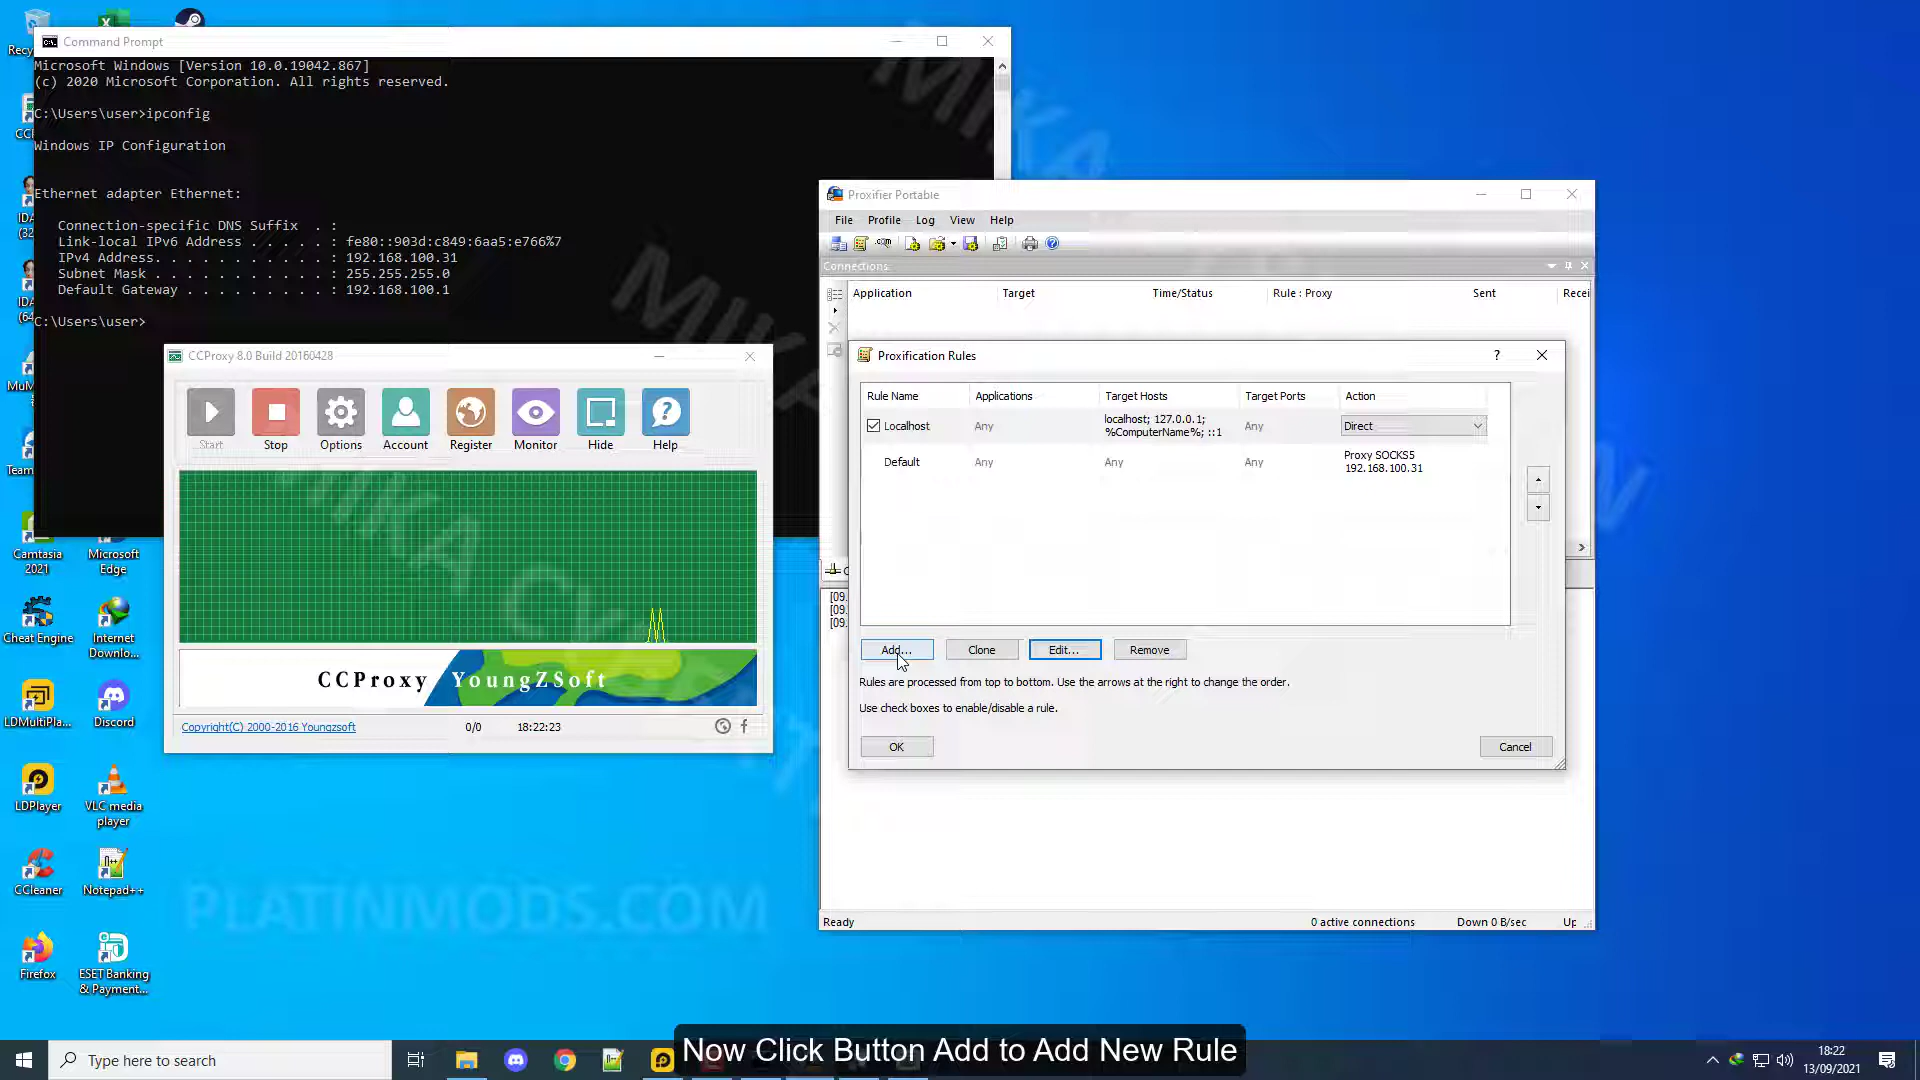 Command Prompt
Microsoft Windows [Version 10.0.19042.867]
(c) 2020 Microsoft Corporation. All rights reserved.
C:\Users\user>ipconfig
Windows IP Configuration
Ethernet adapter Ethernet:
Connection-specific DNS Suffix  . :
Link-local IPv6 Address . . . . . : fe80::903d:c849:6aa5:e766%7
IPv4 Address. . . . . . . . . . . : 192.168.100.31
Subnet Mask . . . . . . . . . . . : 255.255.255.0
Default Gateway . . . . . . . . . : 192.168.100.1
C:\Users\user>
CCProxy 8.0 Build 20160428
Start
Stop
Options
Account
Register
Monitor
Hide
Help
CCProxy YoungZSoft
Copyright(C) 2000-2016 Youngzsoft
0/0
18:22:23
Proxifier Portable
File Profile Log View Help
.com
Connections
Application Target Time/Status Rule : Proxy Sent Recei
Proxification Rules
?
Rule Name Applications Target Hosts Target Ports Action
Localhost Any localhost; 127.0.0.1; %ComputerName%; ::1 Any Direct
Default Any Any Any Proxy SOCKS5 192.168.100.31
Add...
Clone
Edit...
Remove
Rules are processed from top to bottom. Use the arrows at the right to change the order.
Use check boxes to enable/disable a rule.
OK
Cancel
[09.
[09.
[09.
Ready
0 active connections
Down 0 B/sec
Up
Camtasia 2021
Microsoft Edge
Cheat Engine
Internet Downlo...
LDMultiPla...
Discord
LDPlayer
VLC media player
CCleaner
Notepad++
Firefox
ESET Banking & Payment...
MIKA
MIKA
MIKA
PLATINMODS.COM
Now Click Button Add to Add New Rule
Type here to search
18:22
13/09/2021